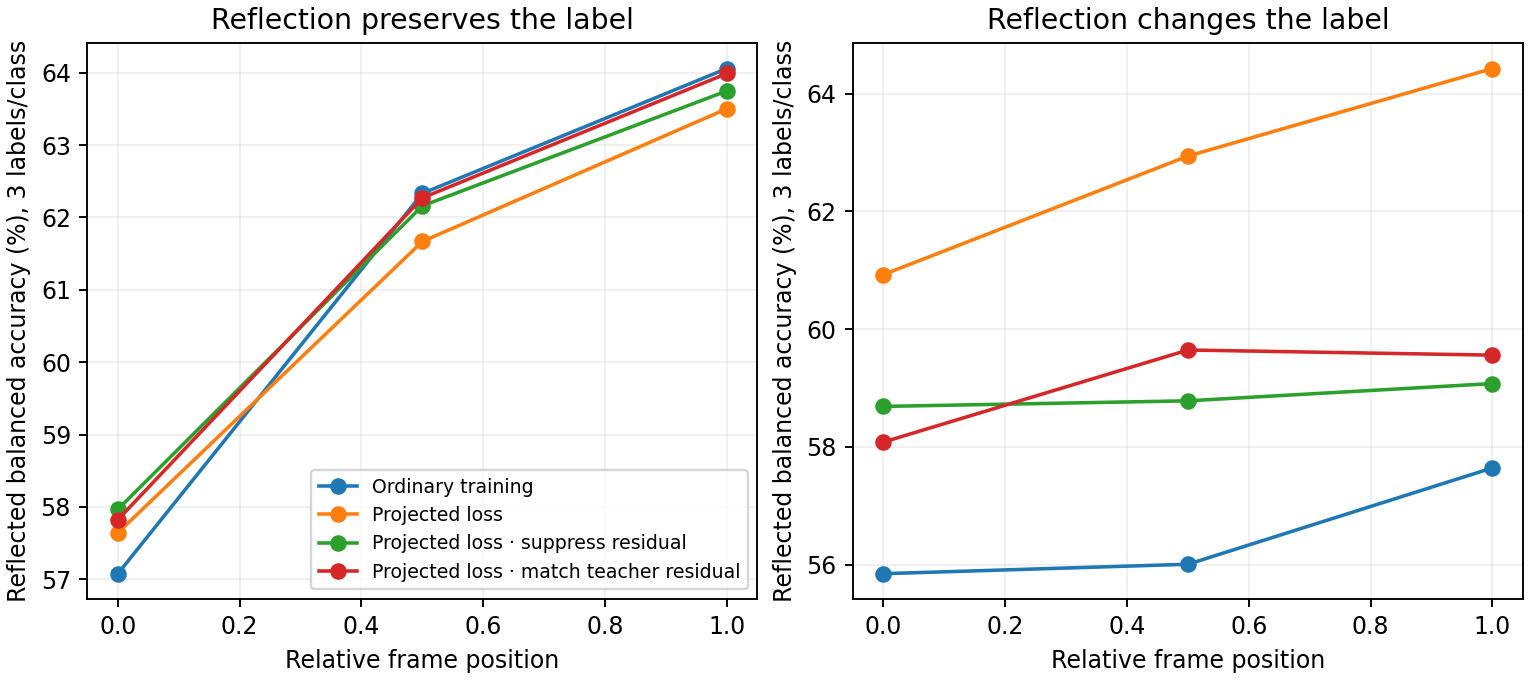 Reflection preserves the label
Reflected balanced accuracy (%), 3 labels/class
64
63
62
61
60
59
58
57
Ordinary training
Projected loss
Projected loss · suppress residual
Projected loss · match teacher residual
0.0 0.2 0.4 0.6 0.8 1.0
Relative frame position
Reflection changes the label
Reflected balanced accuracy (%), 3 labels/class
64
62
60
58
56
0.0 0.2 0.4 0.6 0.8 1.0
Relative frame position